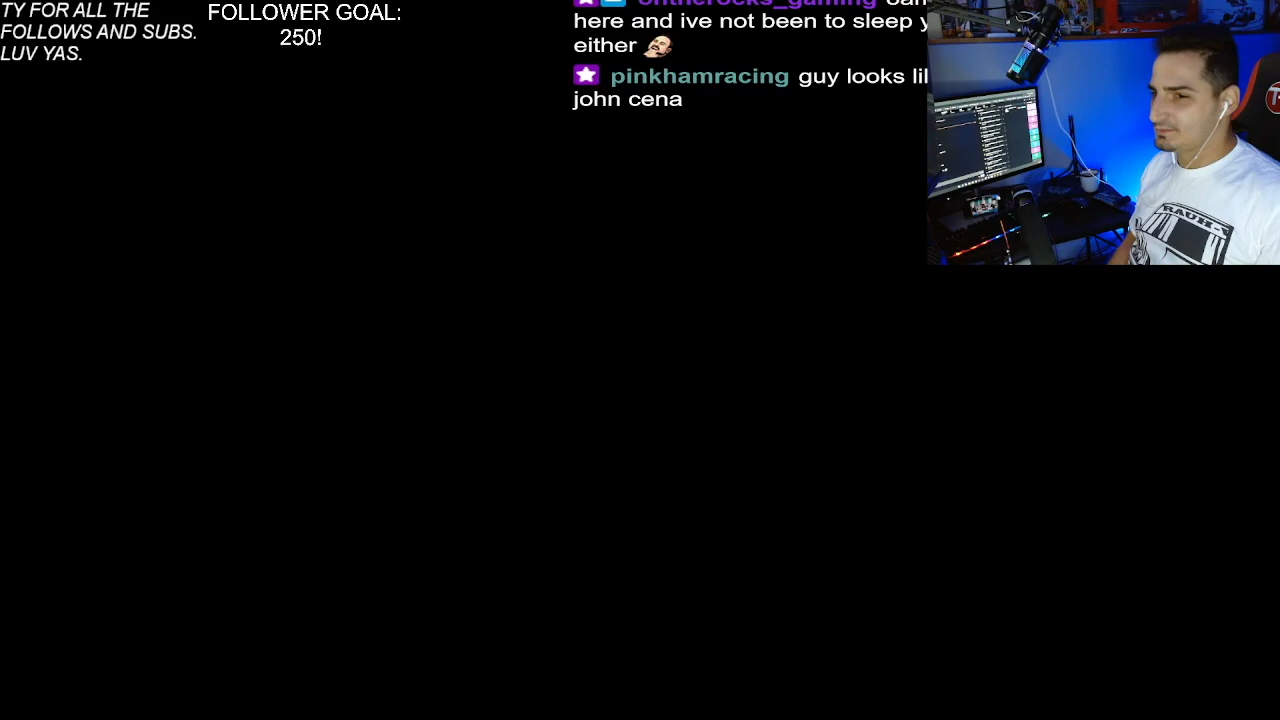 TY FOR ALL THE
FOLLOWS AND SUBS.
LUV YAS.
FOLLOWER GOAL:
250!
here and ive not been to sleep
either
pinkhamracing guy looks
john cena
RAUHA